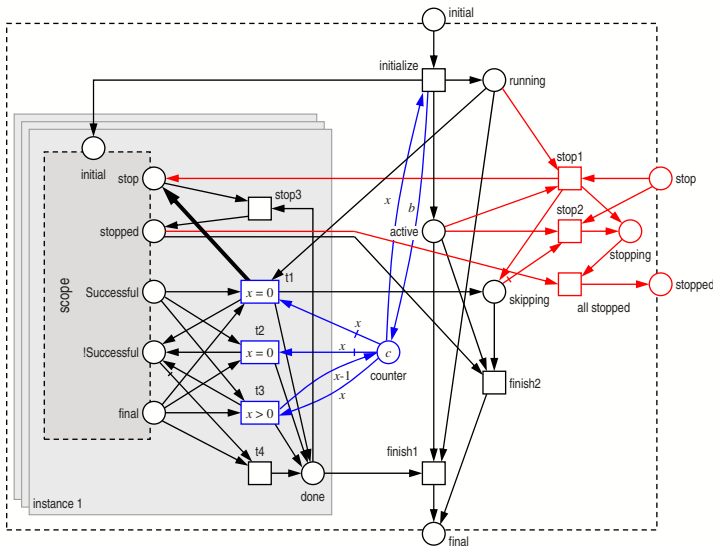 initial
initialize
running
initial
stop1
stop
stop
stop3
x
b
stop2
stopped
active
stopping
scope
t1
Successful
x = 0
skipping
all stopped
stopped
x
t2
!Successful
x = 0
x
c
counter
t3
x-1
x
final
x > 0
finish2
t4
finish1
done
instance 1
final